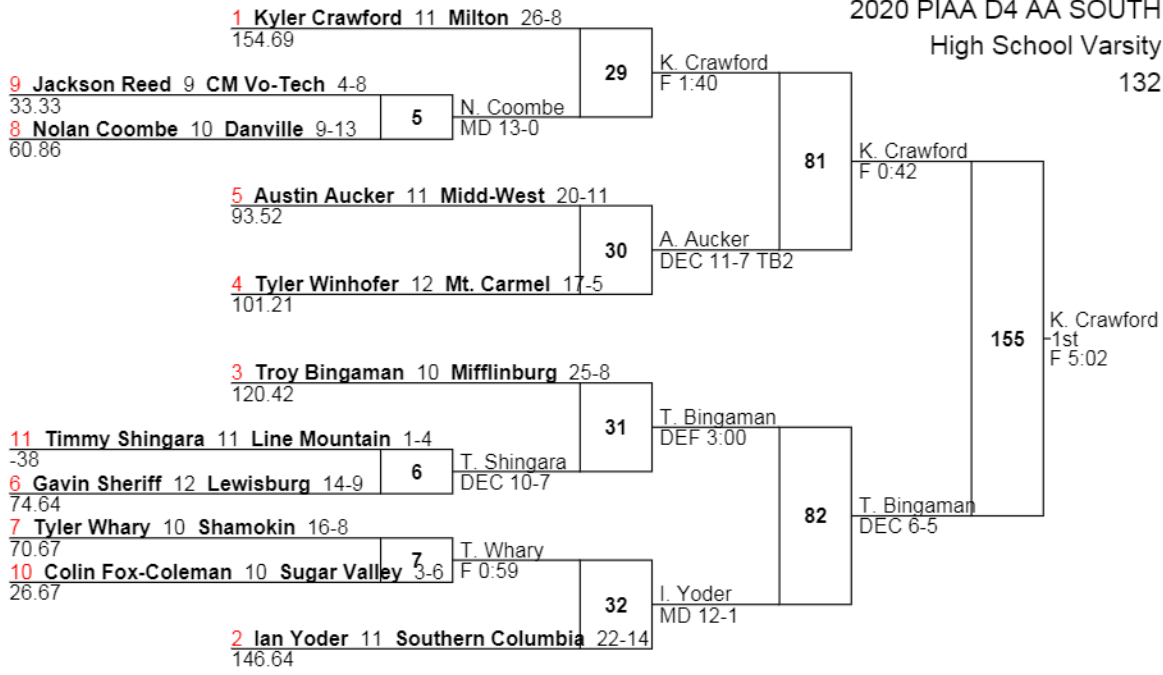 2020 PIAA D4 AA SOUTH
High School Varsity
132
1 Kyler Crawford 11 Milton 26-8
154.69
29
K. Crawford
F 1:40
9 Jackson Reed 9 CM Vo-Tech 4-8
33.33
5
N. Coombe
MD 13-0
8 Nolan Coombe 10 Danville 9-13
60.86
81
K. Crawford
F 0:42
5 Austin Aucker 11 Midd-West 20-11
93.52
30
A. Aucker
DEC 11-7 TB2
4 Tyler Winhofer 12 Mt. Carmel 17-5
101.21
155
K. Crawford
1st
F 5:02
3 Troy Bingaman 10 Mifflinburg 25-8
120.42
31
T. Bingaman
DEF 3:00
11 Timmy Shingara 11 Line Mountain 1-4
-38
6
T. Shingara
DEC 10-7
6 Gavin Sheriff 12 Lewisburg 14-9
74.64
82
T. Bingaman
DEC 6-5
7 Tyler Whary 10 Shamokin 16-8
70.67
7
T. Whary
F 0:59
10 Colin Fox-Coleman 10 Sugar Valley 3-6
26.67
32
I. Yoder
MD 12-1
2 Ian Yoder 11 Southern Columbia 22-14
146.64